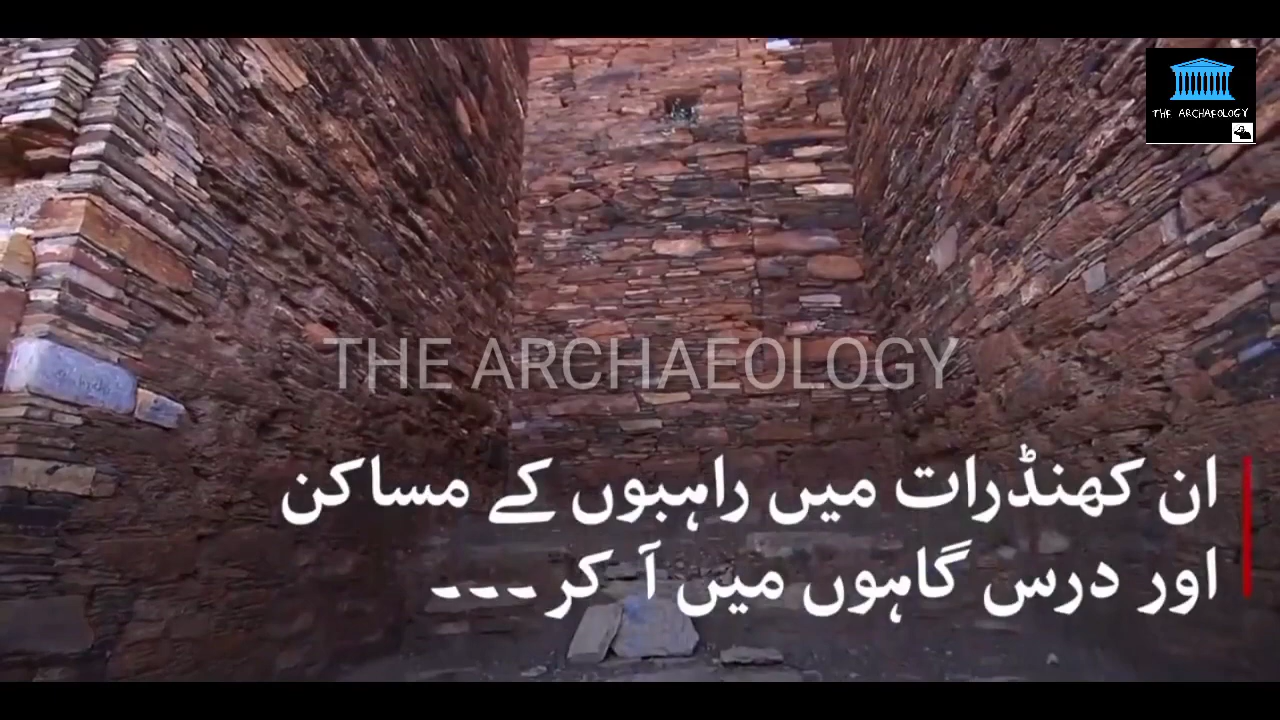 THE ARCHAEOLOGY
THE ARCHAEOLOGY
ان کھنڈرات میں راہبوں کے مساکن
اور درس گاہوں میں آ کر ۔۔۔